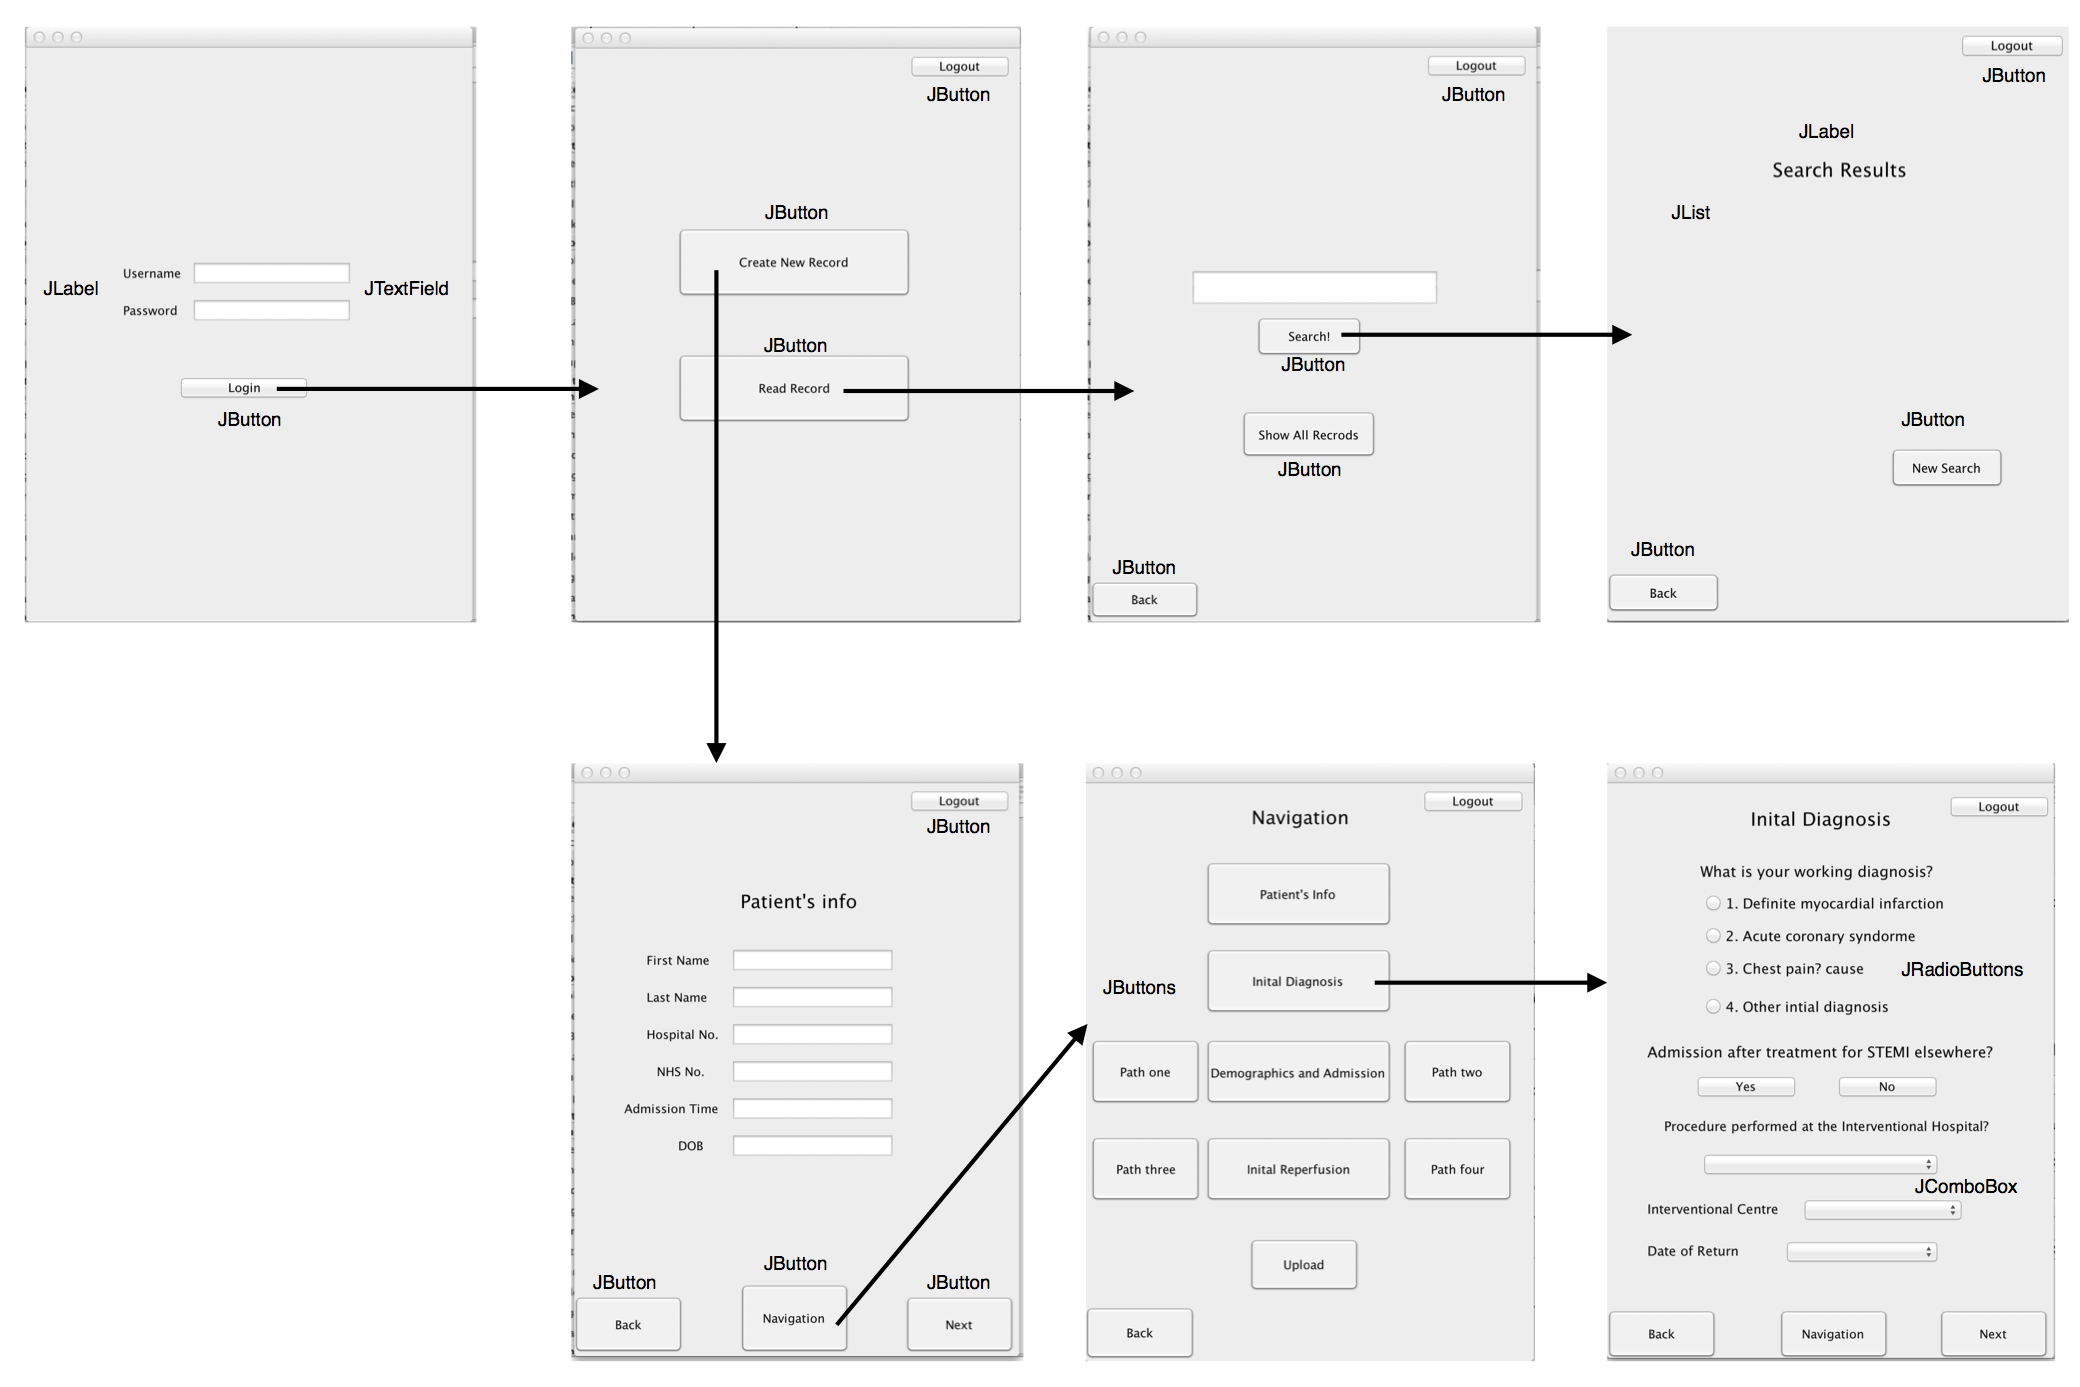 JLabel
Username
Password
JTextField
Login
JButton
Logout
JButton
JButton
Create New Record
JButton
Read Record
Logout
JButton
Search!
JButton
Show All Recrods
JButton
JButton
Back
Logout
JButton
JLabel
Search Results
JList
JButton
New Search
JButton
Back
Logout
JButton
Patient's info
First Name
Last Name
Hospital No.
NHS No.
Admission Time
DOB
JButton
Back
JButton
Navigation
JButton
Next
Logout
Navigation
Patient's Info
JButtons
Inital Diagnosis
Path one
Demographics and Admission
Path two
Path three
Inital Reperfusion
Path four
Upload
Back
Logout
Inital Diagnosis
What is your working diagnosis?
1. Definite myocardial infarction
2. Acute coronary syndorme
3. Chest pain? cause
JRadioButtons
4. Other intial diagnosis
Admission after treatment for STEMI elsewhere?
Yes No
Procedure performed at the Interventional Hospital?
JComboBox
Interventional Centre
Date of Return
Back
Navigation
Next